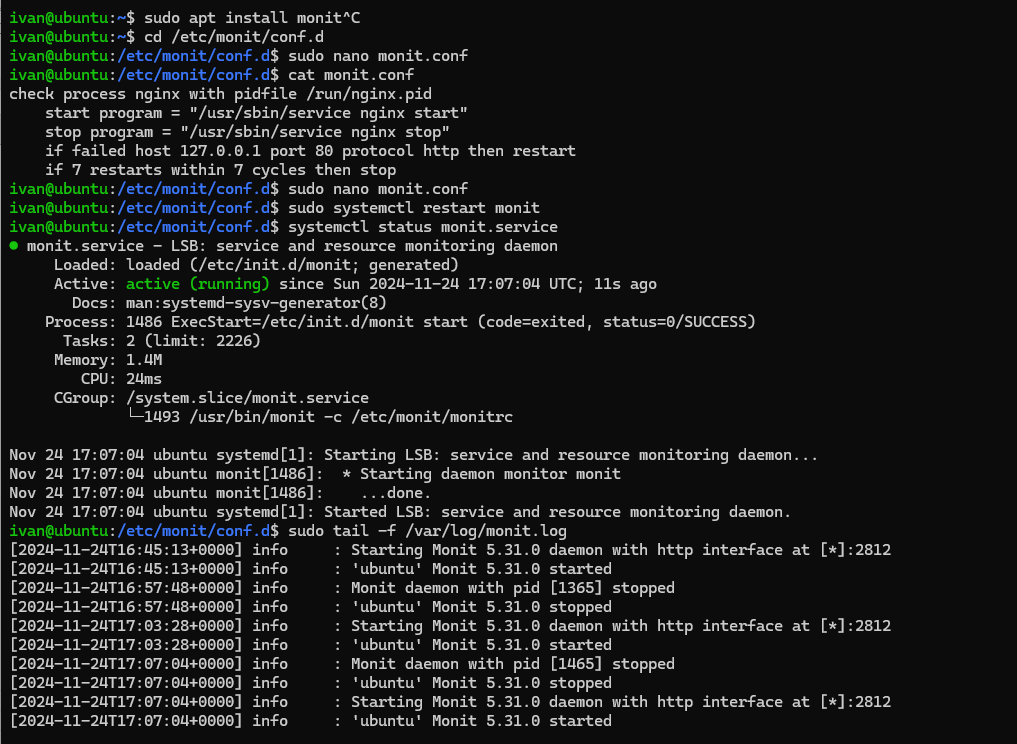 ivan@ubuntu:~$ sudo apt install monit^C
ivan@ubuntu:~$ cd /etc/monit/conf.d
ivan@ubuntu:/etc/monit/conf.d$ sudo nano monit.conf
ivan@ubuntu:/etc/monit/conf.d$ cat monit.conf
check process nginx with pidfile /run/nginx.pid
    start program = "/usr/sbin/service nginx start"
    stop program = "/usr/sbin/service nginx stop"
    if failed host 127.0.0.1 port 80 protocol http then restart
    if 7 restarts within 7 cycles then stop
ivan@ubuntu:/etc/monit/conf.d$ sudo nano monit.conf
ivan@ubuntu:/etc/monit/conf.d$ sudo systemctl restart monit
ivan@ubuntu:/etc/monit/conf.d$ systemctl status monit.service
● monit.service - LSB: service and resource monitoring daemon
     Loaded: loaded (/etc/init.d/monit; generated)
     Active: active (running) since Sun 2024-11-24 17:07:04 UTC; 11s ago
       Docs: man:systemd-sysv-generator(8)
    Process: 1486 ExecStart=/etc/init.d/monit start (code=exited, status=0/SUCCESS)
      Tasks: 2 (limit: 2226)
     Memory: 1.4M
        CPU: 24ms
     CGroup: /system.slice/monit.service
             └─1493 /usr/bin/monit -c /etc/monit/monitrc

Nov 24 17:07:04 ubuntu systemd[1]: Starting LSB: service and resource monitoring daemon...
Nov 24 17:07:04 ubuntu monit[1486]:  * Starting daemon monitor monit
Nov 24 17:07:04 ubuntu monit[1486]:    ...done.
Nov 24 17:07:04 ubuntu systemd[1]: Started LSB: service and resource monitoring daemon.
ivan@ubuntu:/etc/monit/conf.d$ sudo tail -f /var/log/monit.log
[2024-11-24T16:45:13+0000] info     : Starting Monit 5.31.0 daemon with http interface at [*]:2812
[2024-11-24T16:45:13+0000] info     : 'ubuntu' Monit 5.31.0 started
[2024-11-24T16:57:48+0000] info     : Monit daemon with pid [1365] stopped
[2024-11-24T16:57:48+0000] info     : 'ubuntu' Monit 5.31.0 stopped
[2024-11-24T17:03:28+0000] info     : Starting Monit 5.31.0 daemon with http interface at [*]:2812
[2024-11-24T17:03:28+0000] info     : 'ubuntu' Monit 5.31.0 started
[2024-11-24T17:07:04+0000] info     : Monit daemon with pid [1465] stopped
[2024-11-24T17:07:04+0000] info     : 'ubuntu' Monit 5.31.0 stopped
[2024-11-24T17:07:04+0000] info     : Starting Monit 5.31.0 daemon with http interface at [*]:2812
[2024-11-24T17:07:04+0000] info     : 'ubuntu' Monit 5.31.0 started